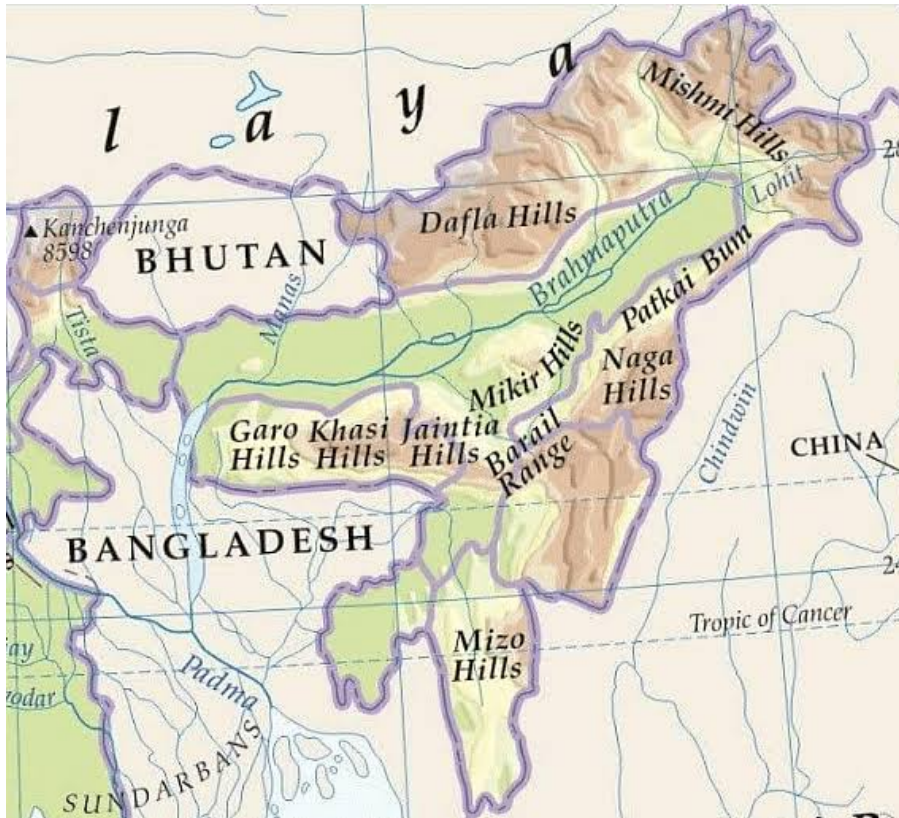 l a y a
Mishmi Hills
28
Lohit
▲ Kanchenjunga
8598
Dafla Hills
BHUTAN
Brahmaputra
Manas
Patkai Bum
Tista
Naga
Hills
Mikir Hills
Chindwin
Garo Khasi Jaintia
Hills Hills Hills
Barail
Range
CHINA
BANGLADESH
24
Tropic of Cancer
Mizo
Hills
Padma
SUNDARBANS